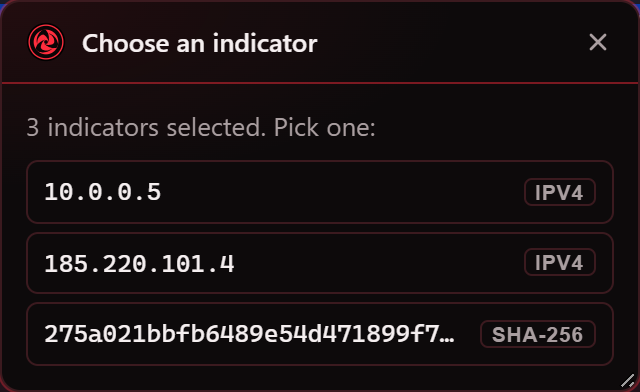 Choose an indicator
3 indicators selected. Pick one:
10.0.0.5 IPV4
185.220.101.4 IPV4
275a021bbfb6489e54d471899f7… SHA-256